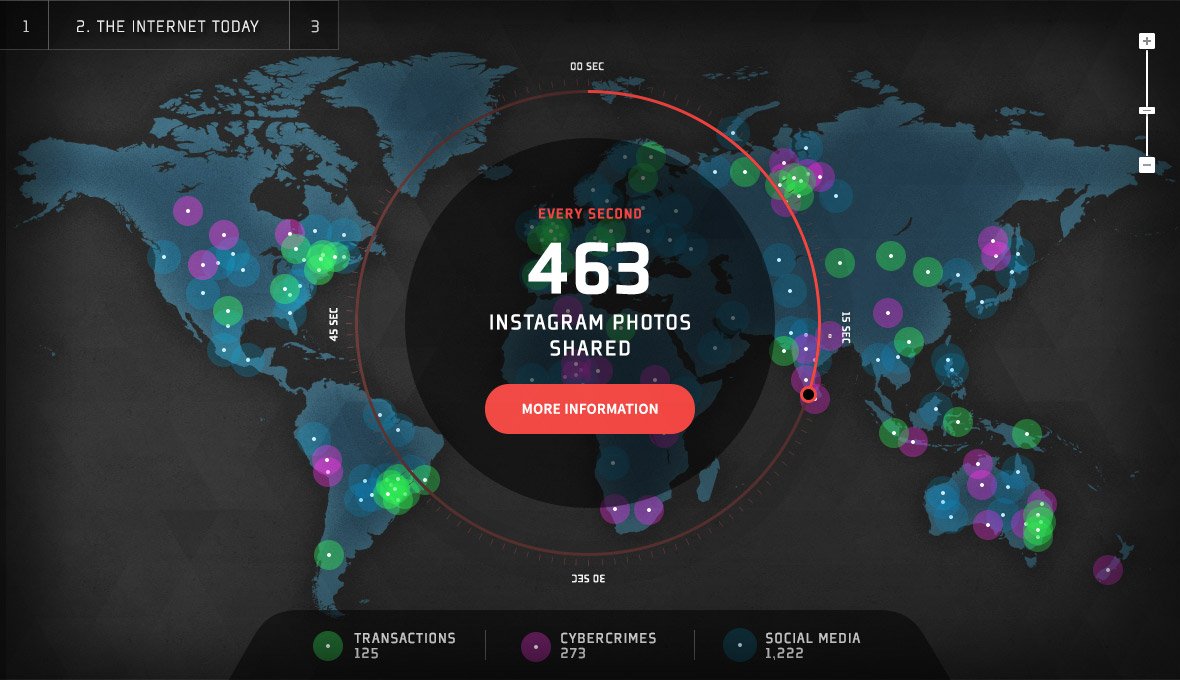 1
2. THE INTERNET TODAY
3
00 SEC
EVERY SECOND
463
INSTAGRAM PHOTOS
SHARED
45 SEC
15 SEC
MORE INFORMATION
30 SEC
TRANSACTIONS
125
CYBERCRIMES
273
SOCIAL MEDIA
1,222